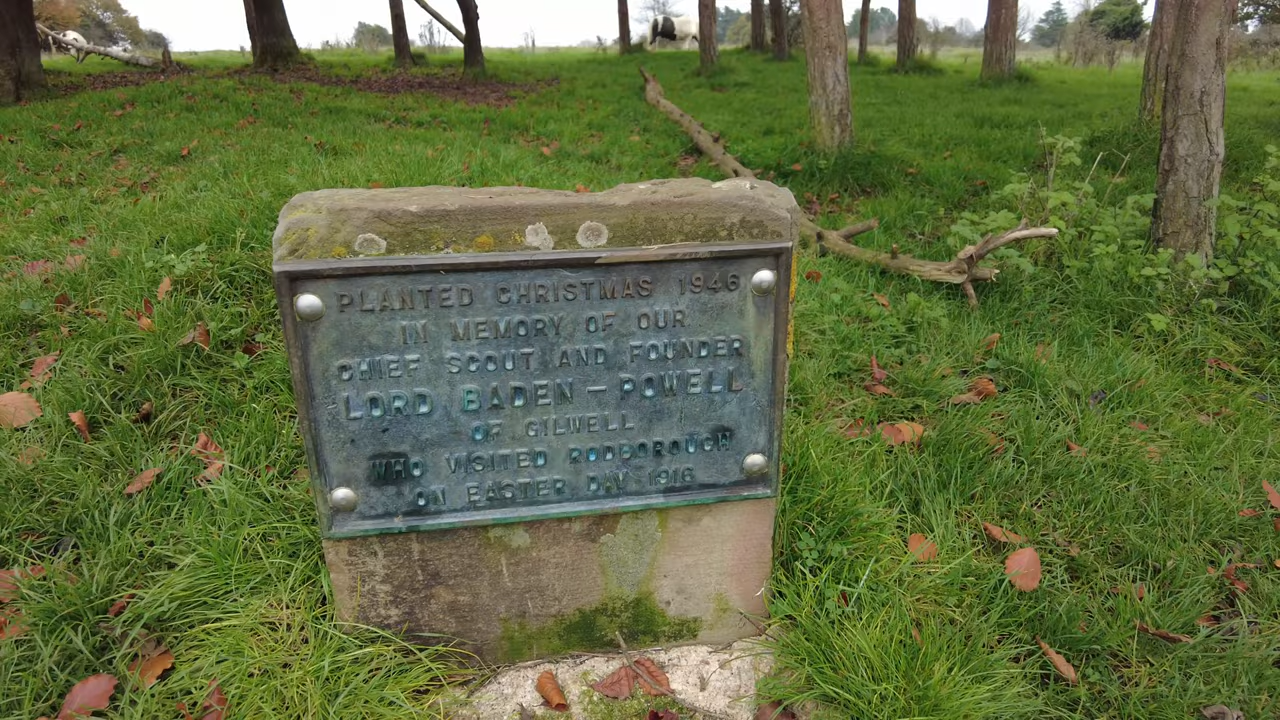 PLANTED CHRISTMAS 1946
IN MEMORY OF OUR
CHIEF SCOUT AND FOUNDER
LORD BADEN - POWELL
OF GILWELL
WHO VISITED RODBOROUGH
ON EASTER DAY 1916